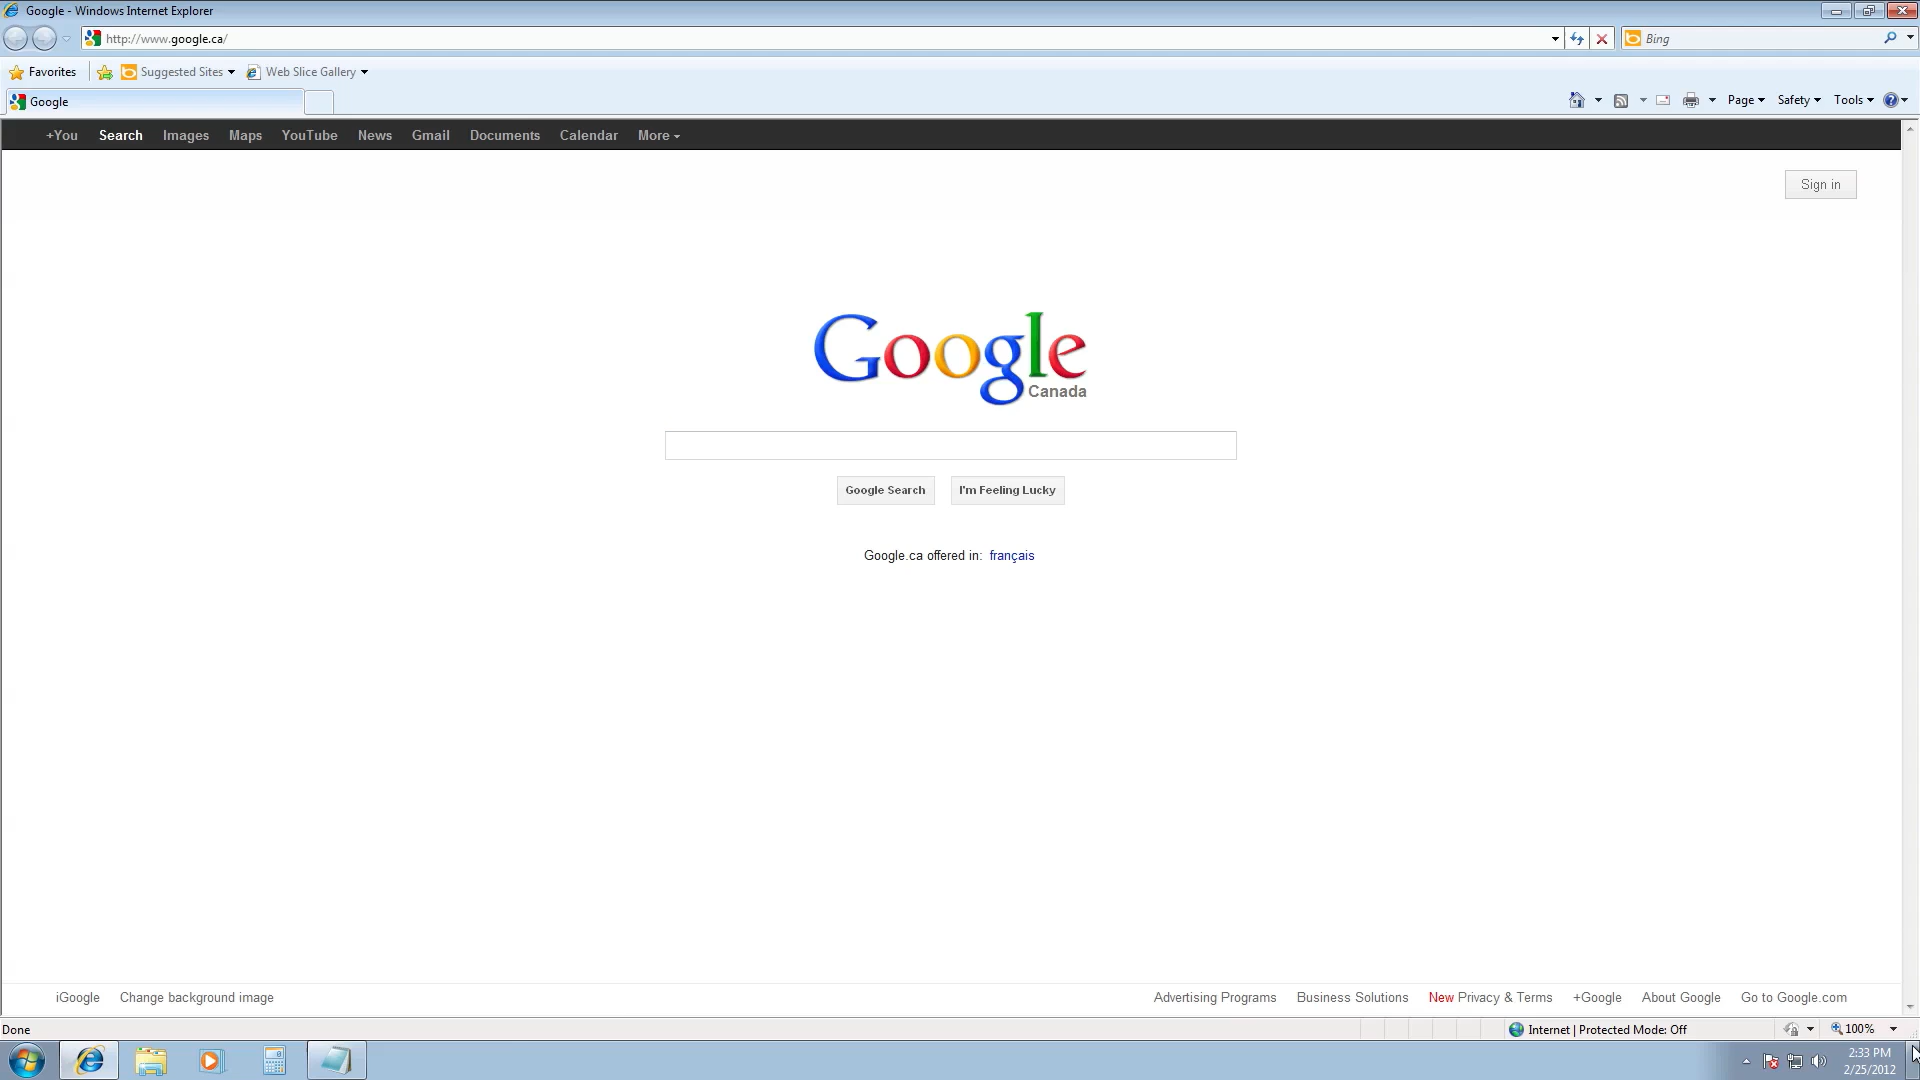 Google - Windows Internet Explorer
http://www.google.ca/
Bing
Favorites Suggested Sites Web Slice Gallery
Google
Page Safety Tools
+You Search Images Maps YouTube News Gmail Documents Calendar More
Sign in
Google
Canada
Google Search I'm Feeling Lucky
Google.ca offered in: français
iGoogle Change background image Advertising Programs Business Solutions New Privacy & Terms +Google About Google Go to Google.com
Done Internet | Protected Mode: Off 100%
2:33 PM
2/25/2012